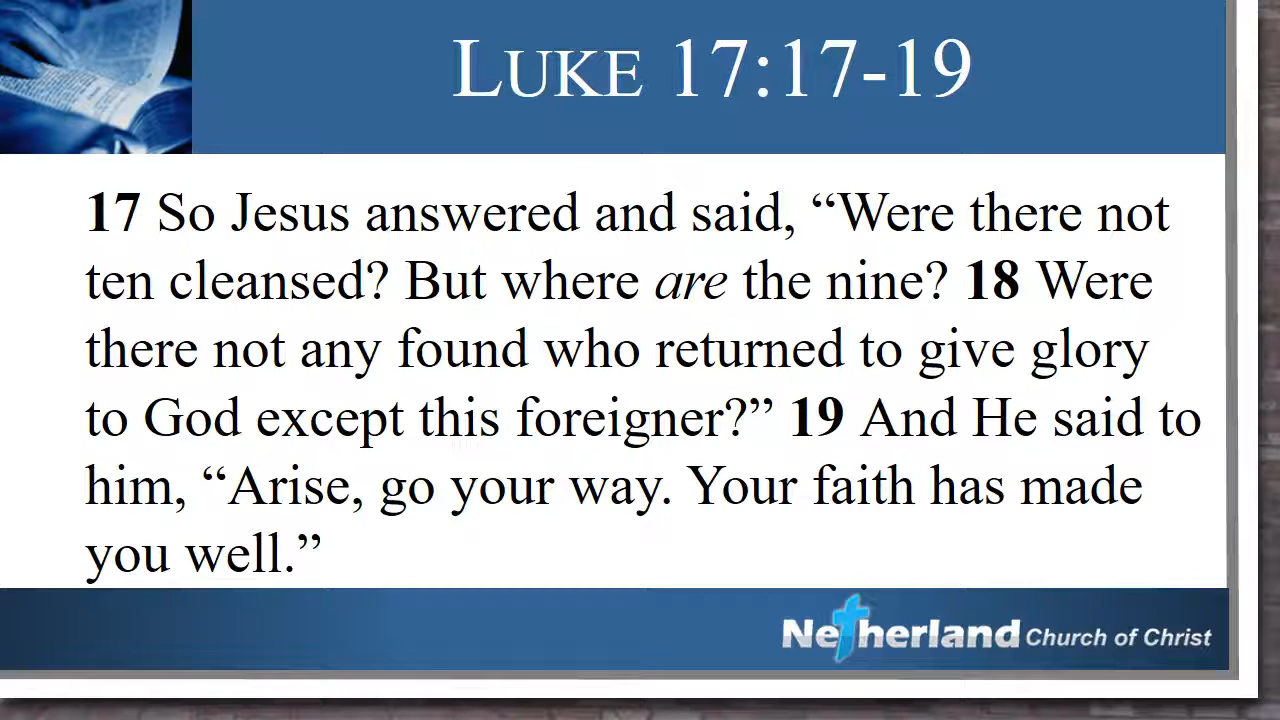 LUKE 17:17-19
17 So Jesus answered and said, “Were there not
ten cleansed? But where are the nine? 18 Were
there not any found who returned to give glory
to God except this foreigner?” 19 And He said to
him, “Arise, go your way. Your faith has made
you well.”
Netherland Church of Christ